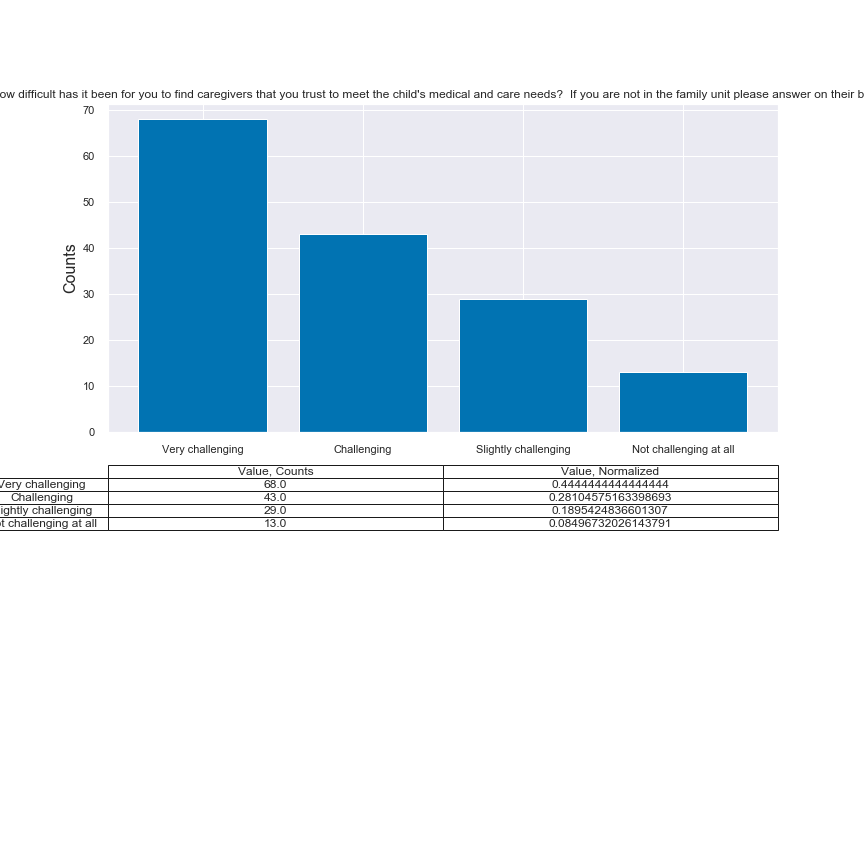 ow difficult has it been for you to find caregivers that you trust to meet the child's medical and care needs?  If you are not in the family unit please answer on their b
70
60
50
40
30
20
10
0
Counts
Very challenging Challenging Slightly challenging Not challenging at all
Value, Counts Value, Normalized
Very challenging 68.0 0.4444444444444444
Challenging 43.0 0.28104575163398693
ightly challenging 29.0 0.1895424836601307
ot challenging at all 13.0 0.08496732026143791